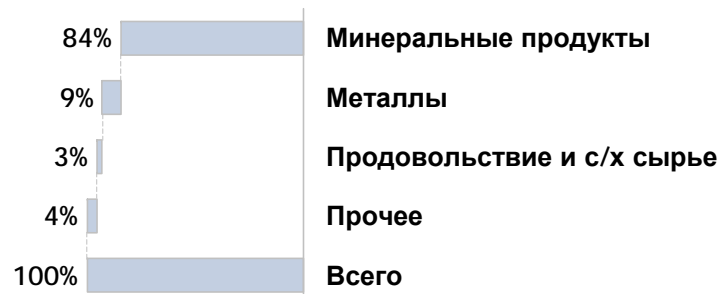 84% Минеральные продукты
9% Металлы
3% Продовольствие и с/х сырье
4% Прочее
100% Всего